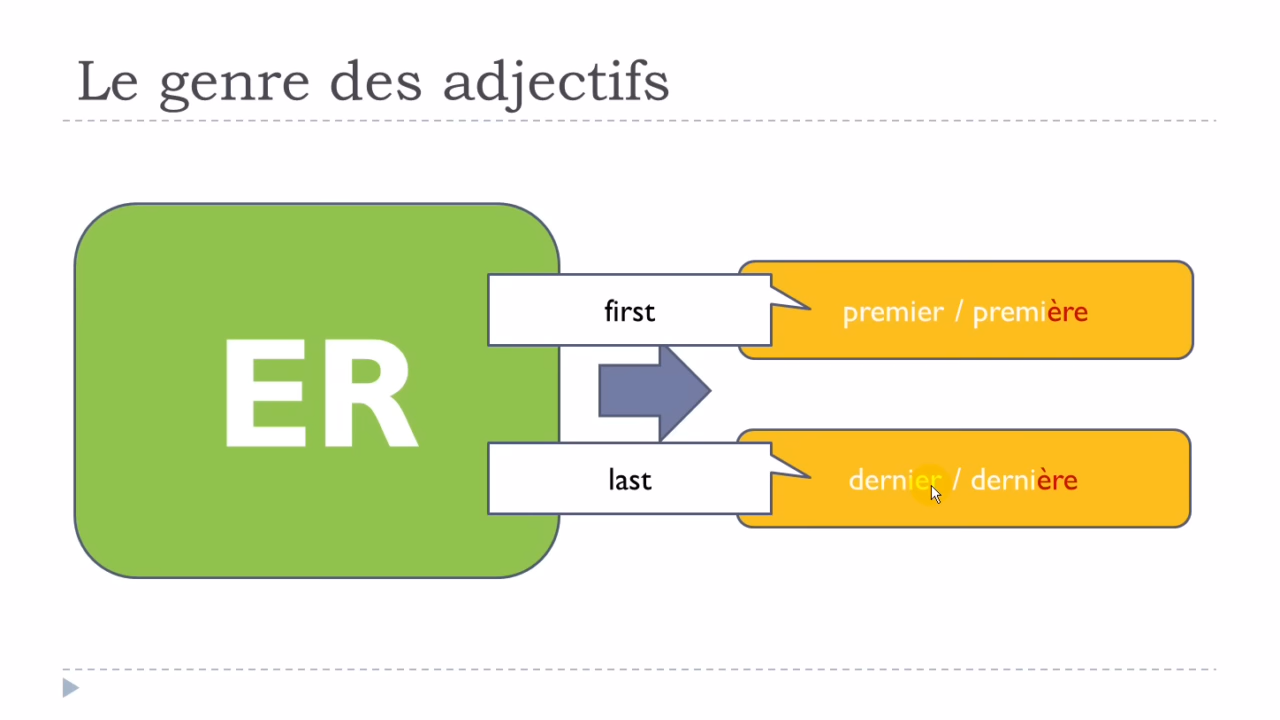 Le genre des adjectifs
ER
first
premier / première
last
dernier / dernière